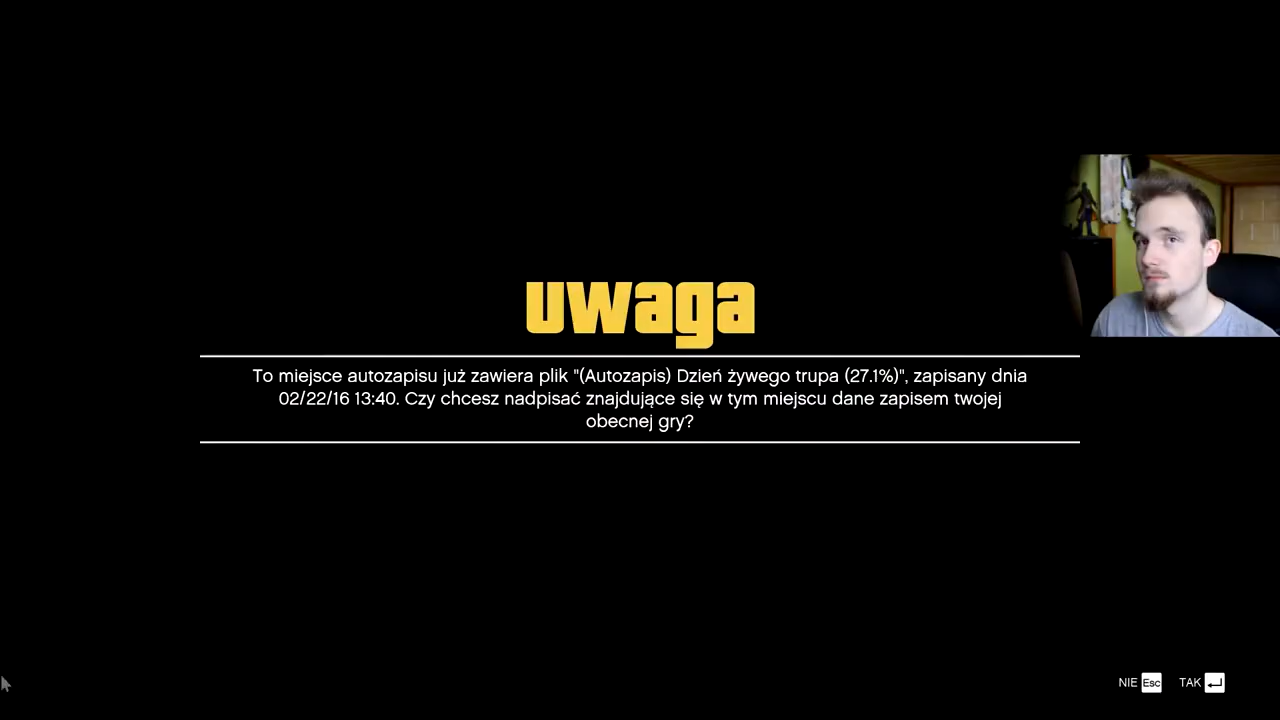 uwaga
To miejsce autozapisu już zawiera plik "(Autozapis) Dzień żywego trupa (27.1%)", zapisany dnia
02/22/16 13:40. Czy chcesz nadpisać znajdujące się w tym miejscu dane zapisem twojej
obecnej gry?
NIE Esc TAK